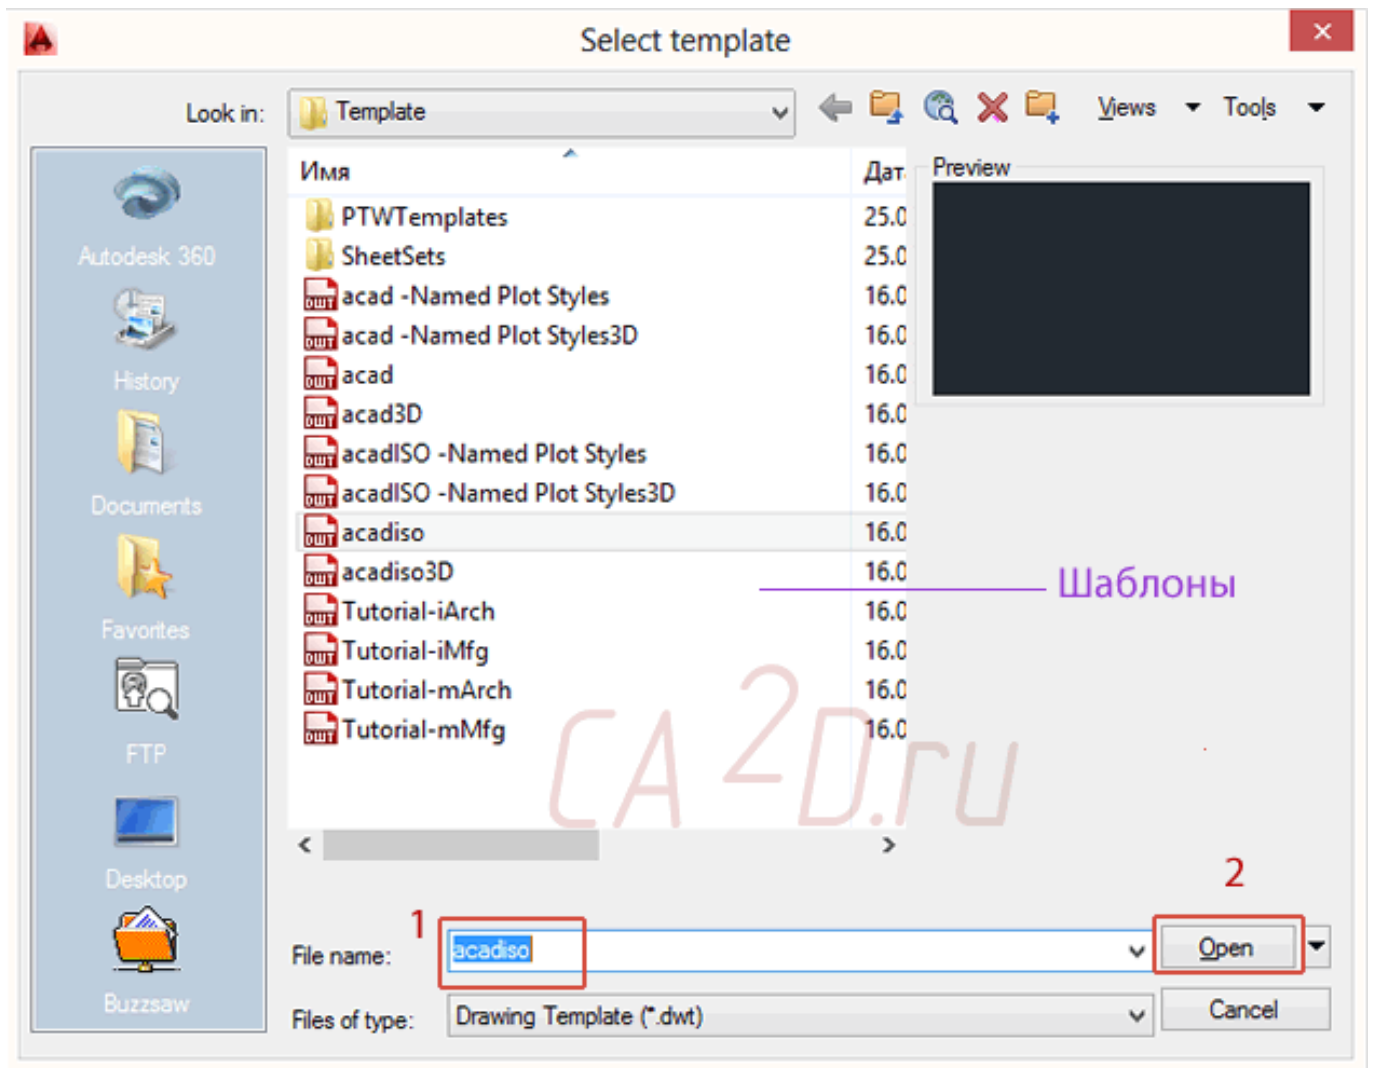 Select template
Look in: Template Views Tools
Имя Дат Preview
PTWTemplates 25.0
SheetSets 25.0
acad -Named Plot Styles 16.0
acad -Named Plot Styles3D 16.0
acad 16.0
acad3D 16.0
acadISO -Named Plot Styles 16.0
acadISO -Named Plot Styles3D 16.0
acadiso 16.0
acadiso3D 16.0
Tutorial-iArch 16.0
Tutorial-iMfg 16.0
Tutorial-mArch 16.0
Tutorial-mMfg 16.0
Autodesk 360
History
Documents
Favorites
FTP
Desktop
Buzzsaw
Шаблоны
CA2D.ru
1
2
File name: acadiso Open
Files of type: Drawing Template (*.dwt) Cancel